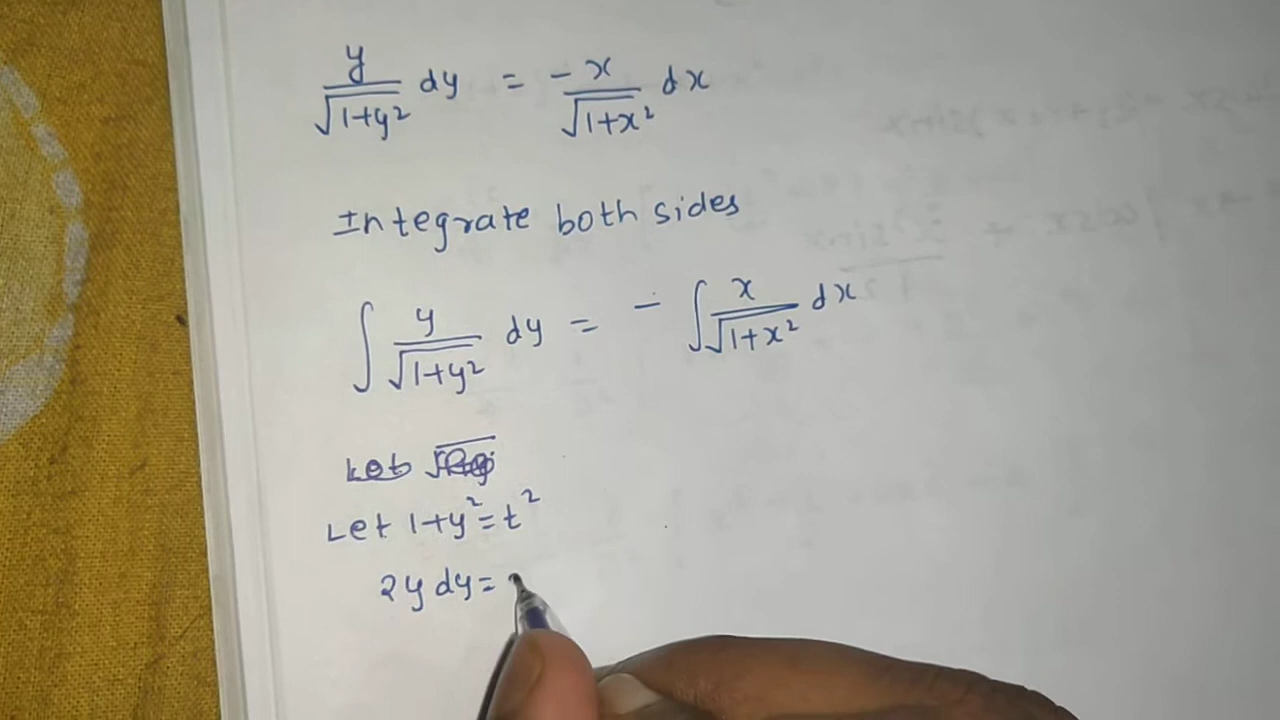 y/√1+y² dy = -x/√1+x² dx
Integrate both sides
∫ y/√1+y² dy = - ∫ x/√1+x² dx
Let √
Let 1+y² = t²
2y dy =